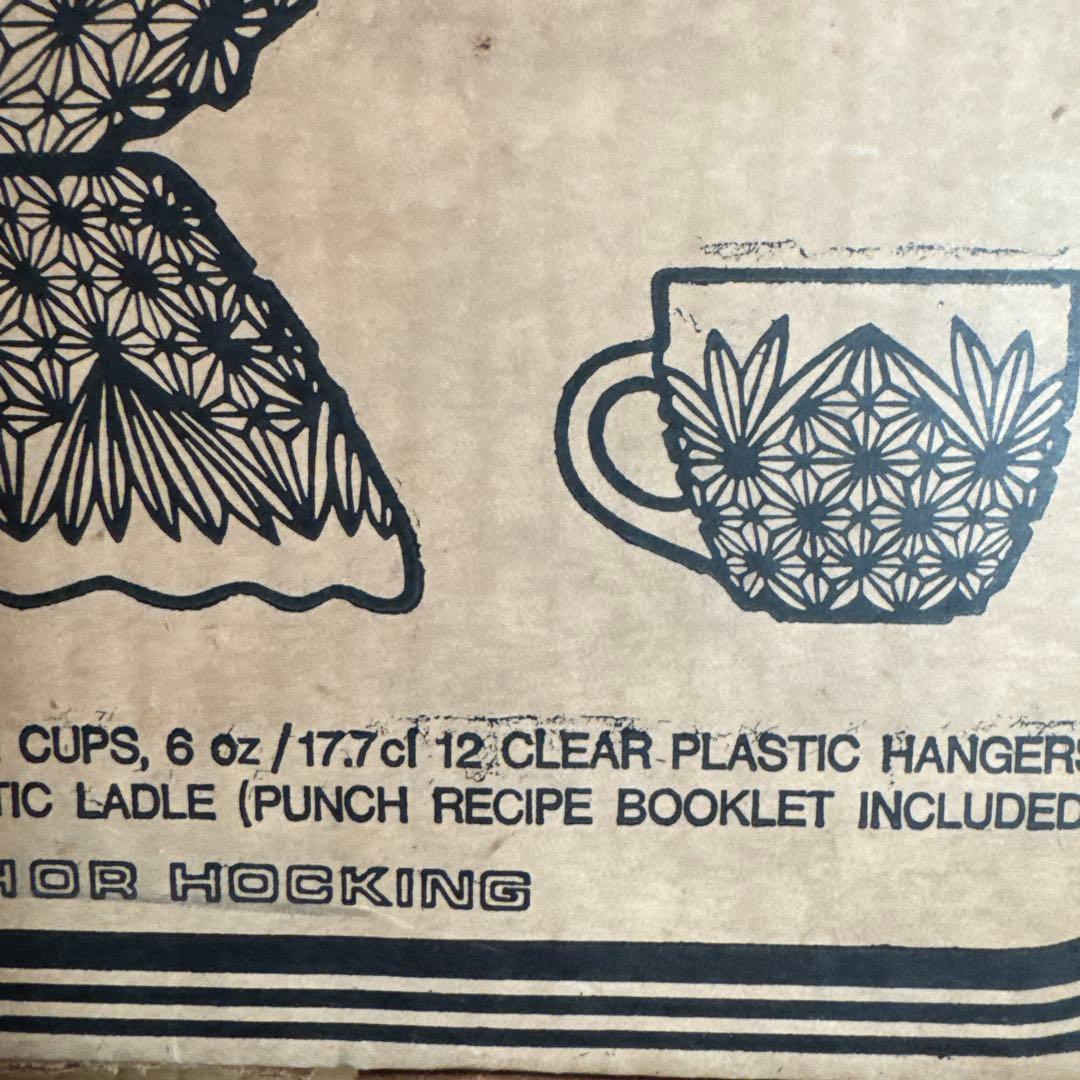 CUPS, 6 oz / 17.7cl 12 CLEAR PLASTIC HANGERS
TIC LADLE (PUNCH RECIPE BOOKLET INCLUDED
HOR HOCKING